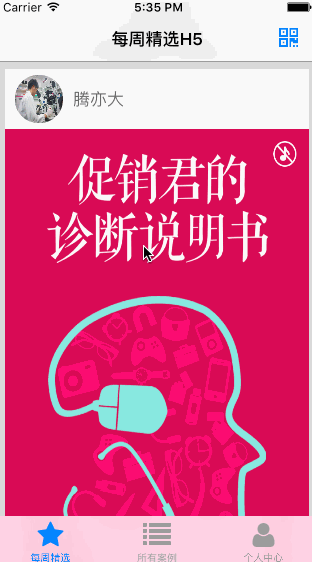 Carrier 5:35 PM
每周精选H5
腾亦大
促销君的
诊断说明书
每周精选 所有案例 个人中心